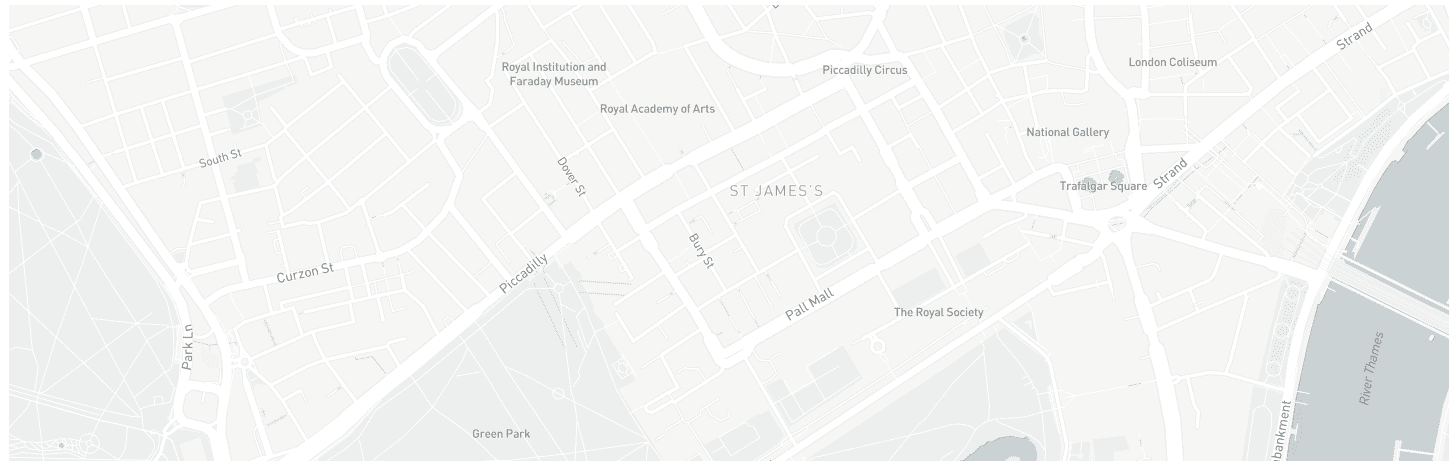 Strand
Royal Institution and
Faraday Museum
Piccadilly Circus
London Coliseum
Royal Academy of Arts
National Gallery
South St
Dover St
Strand
Trafalgar Square
ST JAMES'S
Bury St
Curzon St
Piccadilly
Pall Mall
The Royal Society
Park Ln
River Thames
Green Park
bankment